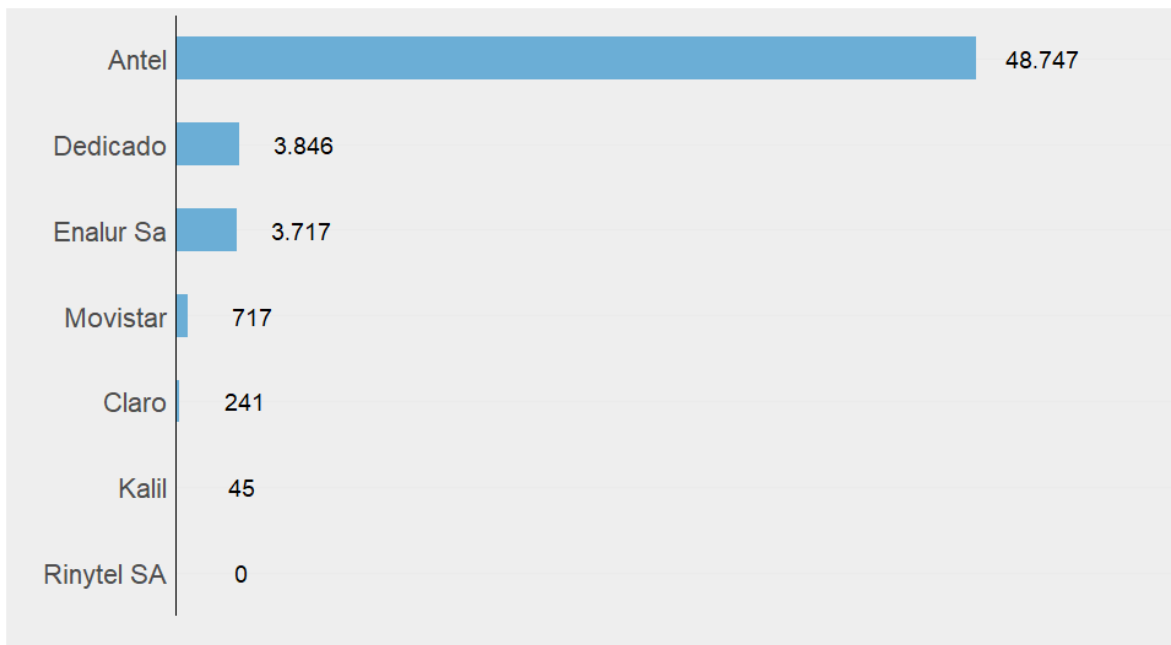 Antel 48.747
Dedicado 3.846
Enalur Sa 3.717
Movistar 717
Claro 241
Kalil 45
Rinytel SA 0